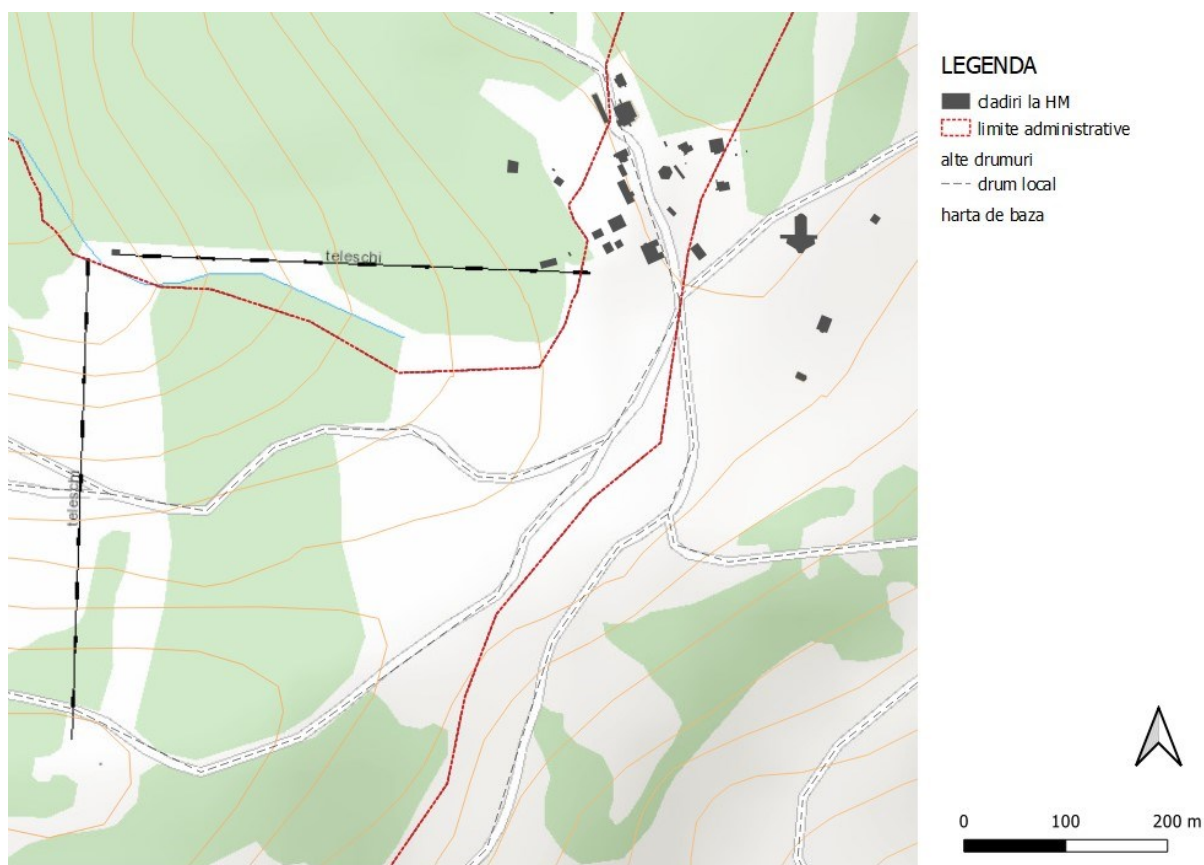 teleschi
teleschi
LEGENDA
cladiri la HM
limite administrative
alte drumuri
drum local
harta de baza
0 100 200 m